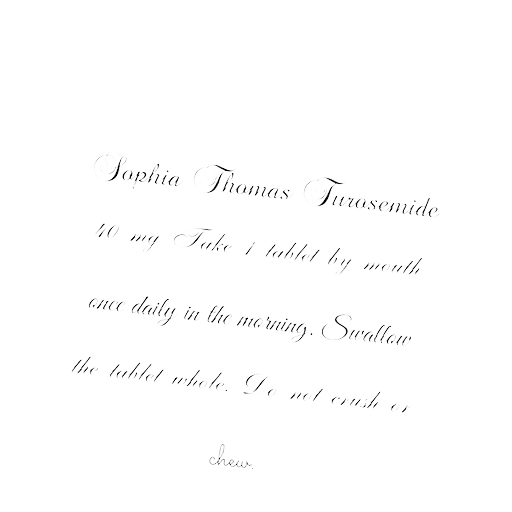 Sophia Thomas Furosemide
40 mg Take 1 tablet by mouth
once daily in the morning. Swallow
the tablet whole. Do not crush or
chew.